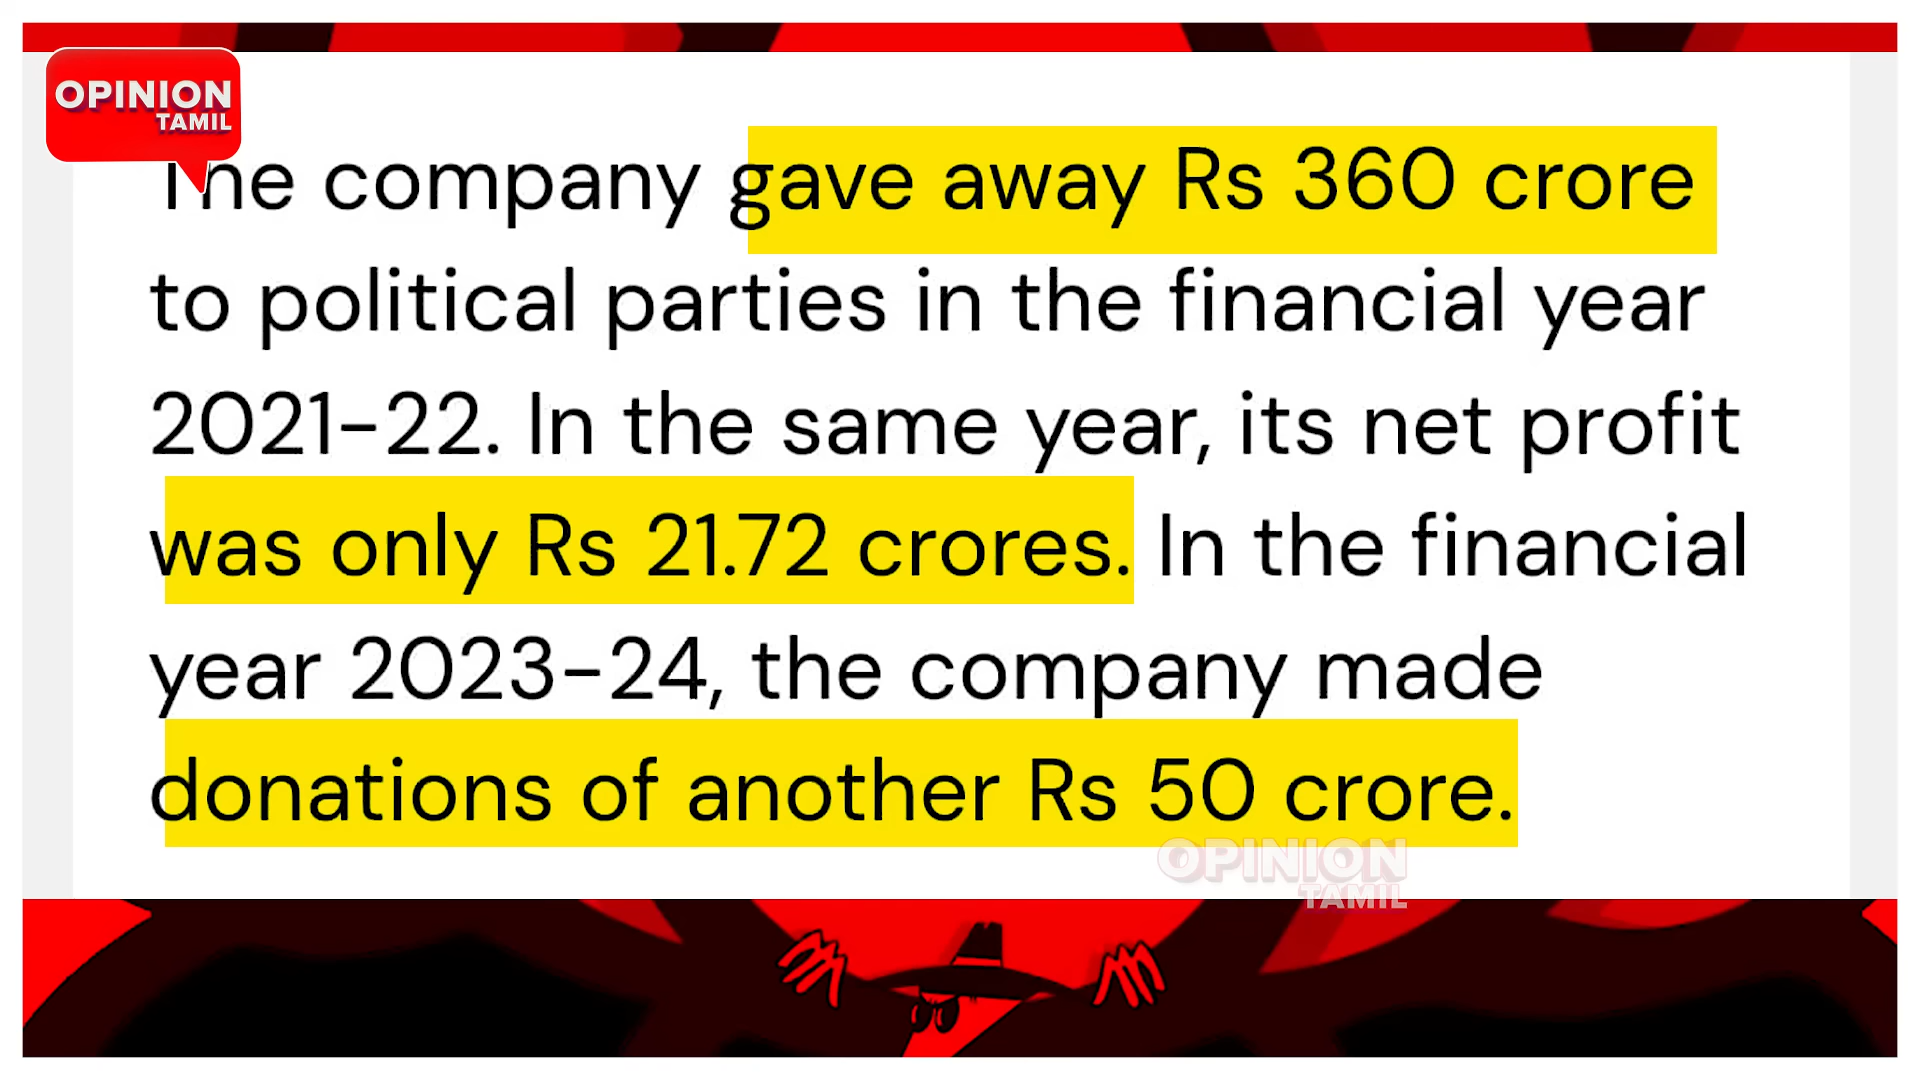 OPINION
TAMIL
The company gave away Rs 360 crore
to political parties in the financial year
2021-22. In the same year, its net profit
was only Rs 21.72 crores. In the financial
year 2023-24, the company made
donations of another Rs 50 crore.
OPINION
TAMIL